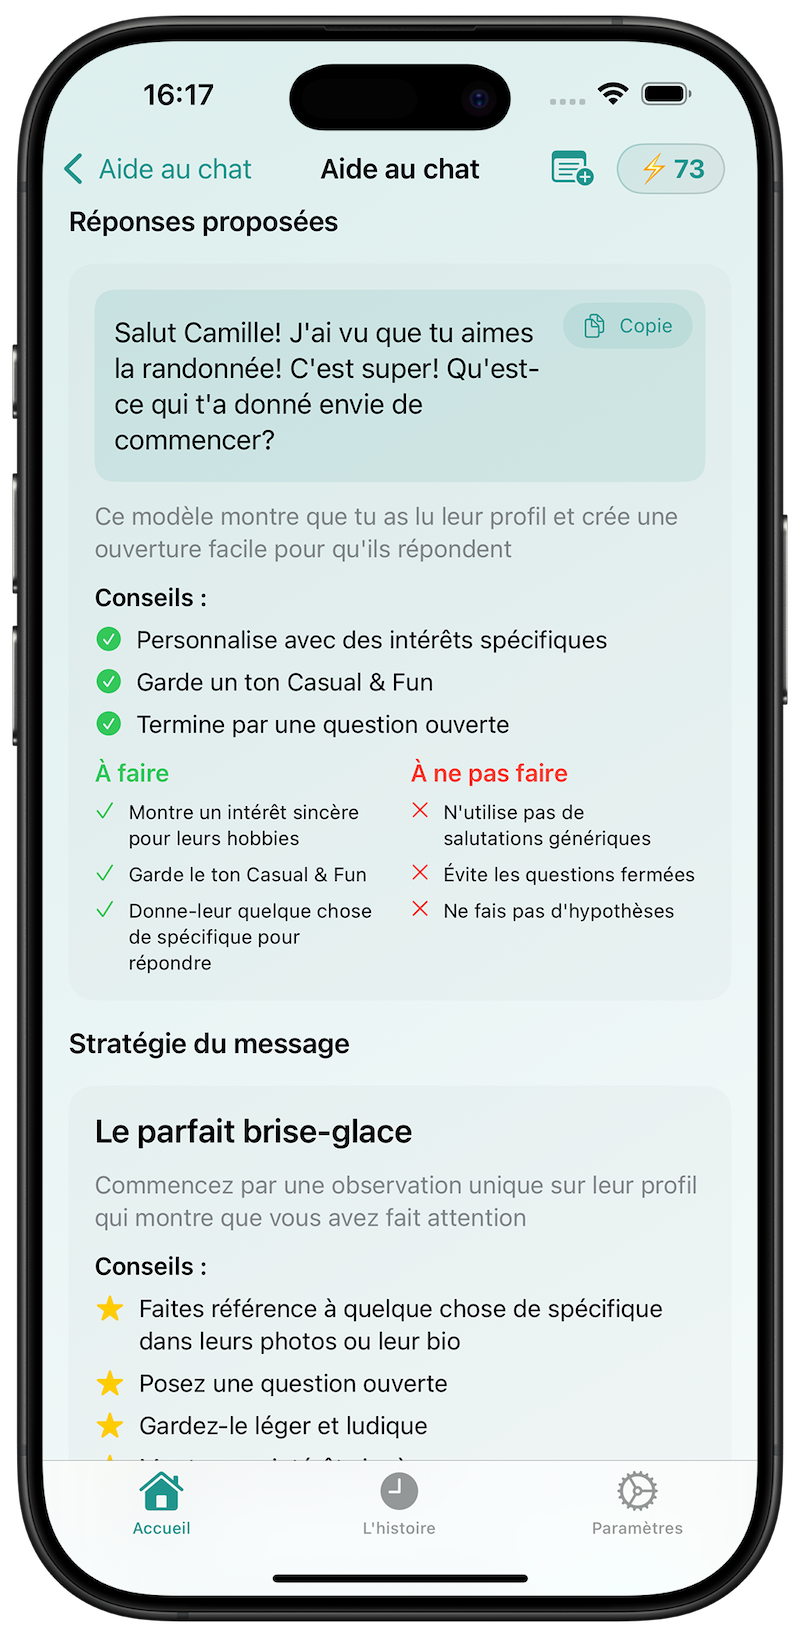 16:17
Aide au chat
Aide au chat
73
Réponses proposées
Salut Camille! J'ai vu que tu aimes
la randonnée! C'est super! Qu'est-
ce qui t'a donné envie de
commencer?
Copie
Ce modèle montre que tu as lu leur profil et crée une
ouverture facile pour qu'ils répondent
Conseils :
Personnalise avec des intérêts spécifiques
Garde un ton Casual & Fun
Termine par une question ouverte
À faire
Montre un intérêt sincère
pour leurs hobbies
Garde le ton Casual & Fun
Donne-leur quelque chose
de spécifique pour
répondre
À ne pas faire
N'utilise pas de
salutations génériques
Évite les questions fermées
Ne fais pas d'hypothèses
Stratégie du message
Le parfait brise-glace
Commencez par une observation unique sur leur profil
qui montre que vous avez fait attention
Conseils :
Faites référence à quelque chose de spécifique
dans leurs photos ou leur bio
Posez une question ouverte
Gardez-le léger et ludique
Accueil
L'histoire
Paramètres